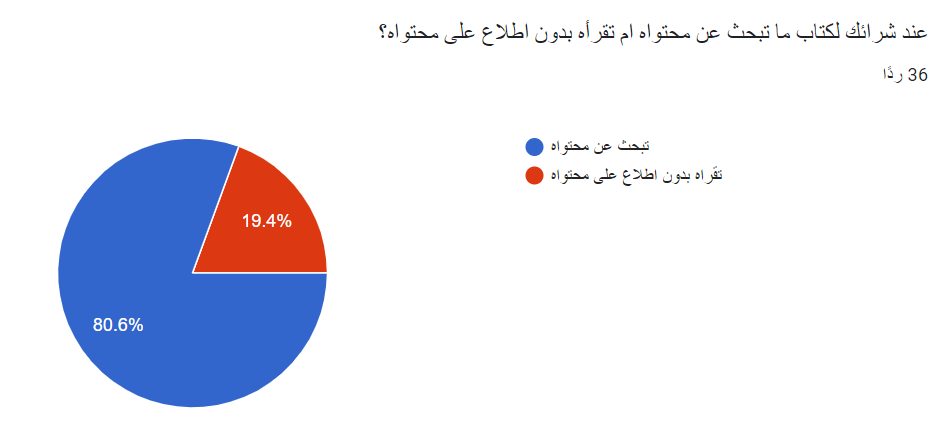 عند شرائك لكتاب ما تبحث عن محتواه ام تقرأه بدون اطلاع على محتواه؟
36 ردًا
تبحث عن محتواه
تقراه بدون اطلاع على محتواه
19.4%
80.6%